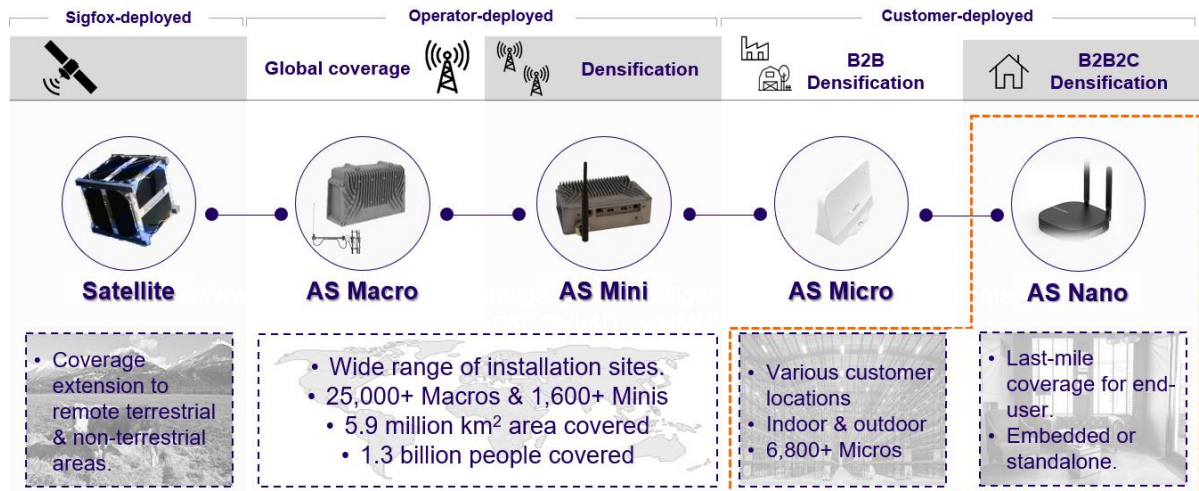 Sigfox-deployed
Operator-deployed
Customer-deployed
Global coverage
Densification
B2B
Densification
B2B2C
Densification
Satellite
AS Macro
AS Mini
AS Micro
AS Nano
• Coverage
extension to
remote terrestrial
& non-terrestrial
areas.
• Wide range of installation sites.
• 25,000+ Macros & 1,600+ Minis
• 5.9 million km² area covered
• 1.3 billion people covered
• Various customer
locations
• Indoor & outdoor
• 6,800+ Micros
• Last-mile
coverage for end-
user.
• Embedded or
standalone.